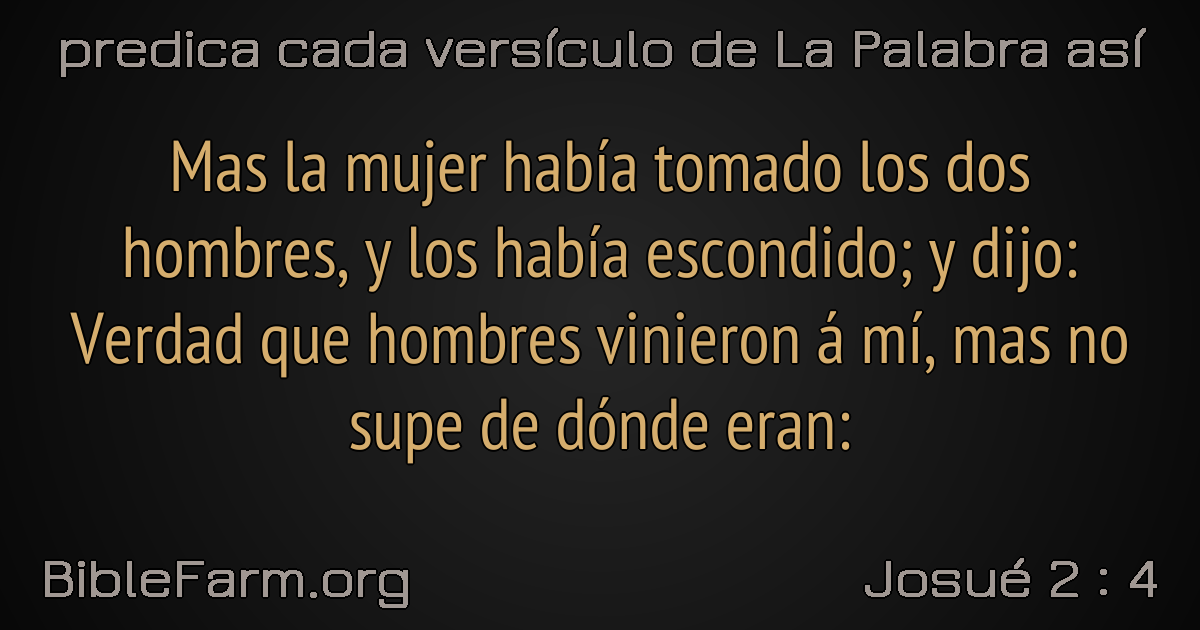 predica cada versículo de La Palabra así
Mas la mujer había tomado los dos
hombres, y los había escondido; y dijo:
Verdad que hombres vinieron á mí, mas no
supe de dónde eran:
BibleFarm.org
Josué 2 : 4